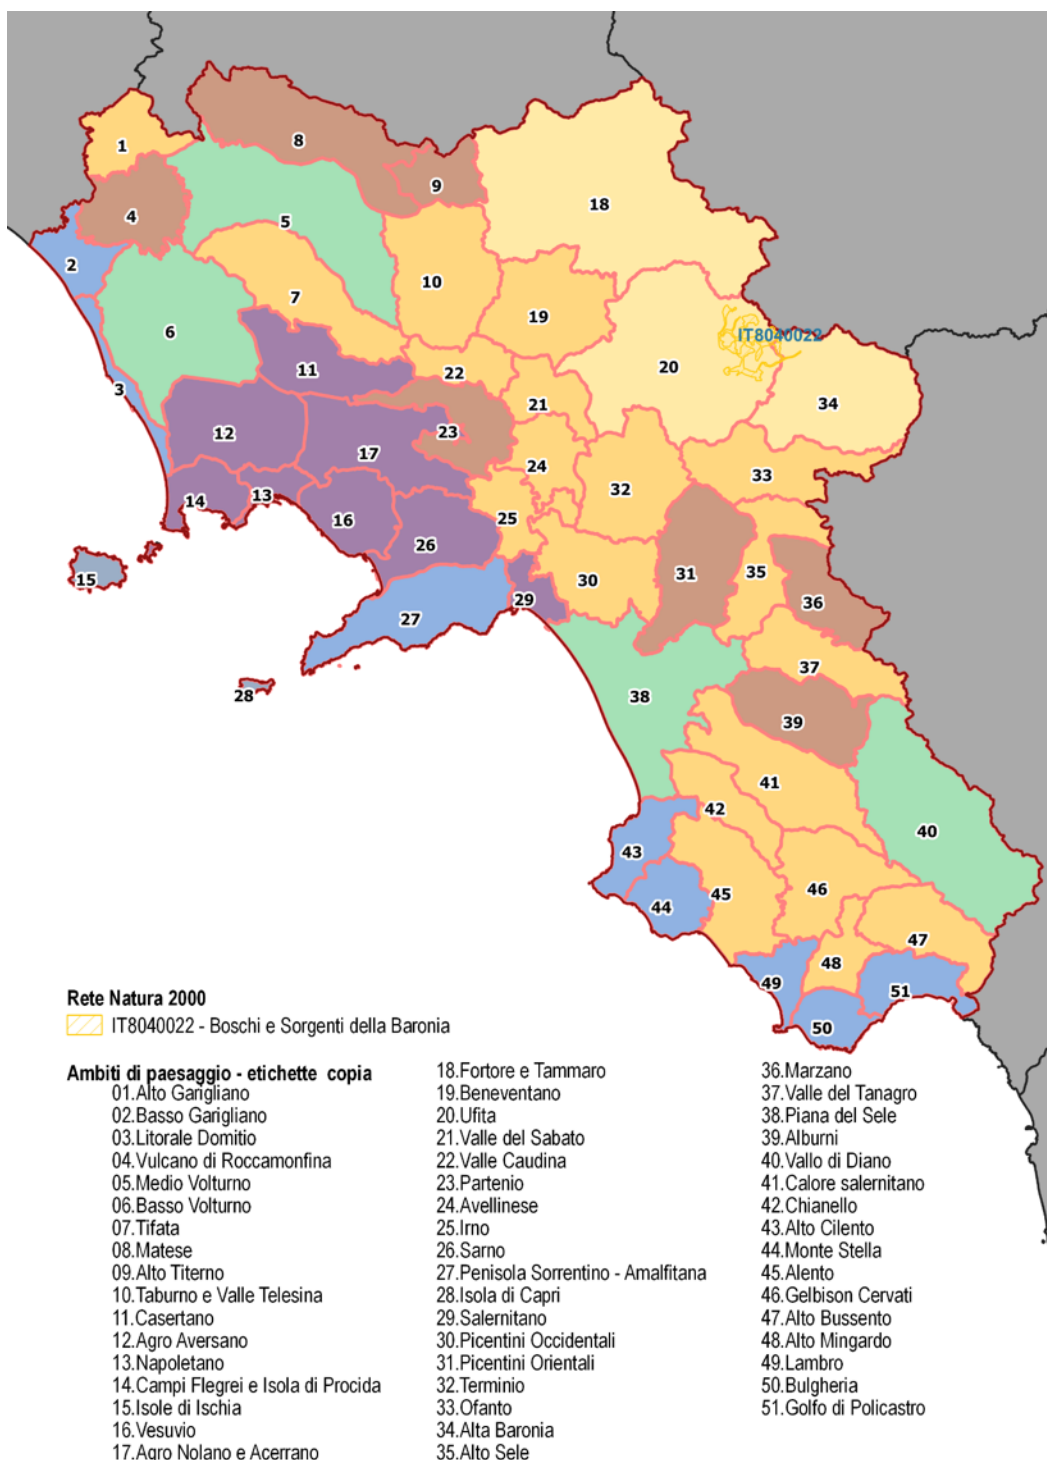 1
8
9
4
18
5
2
10
7
19
6
IT8040022
11
22
20
3
21
34
12
23
17
24
33
32
14
13
16
25
26
15
30
31
35
36
29
27
37
28
38
39
41
42
40
43
46
44
45
47
48
49
51
50
Rete Natura 2000
IT8040022 - Boschi e Sorgenti della Baronia
Ambiti di paesaggio - etichette copia
01.Alto Garigliano
02.Basso Garigliano
03.Litorale Domitio
04.Vulcano di Roccamonfina
05.Medio Volturno
06.Basso Volturno
07.Tifata
08.Matese
09.Alto Titerno
10.Taburno e Valle Telesina
11.Casertano
12.Agro Aversano
13.Napoletano
14.Campi Flegrei e Isola di Procida
15.Isole di Ischia
16.Vesuvio
17.Agro Nolano e Acerrano
18.Fortore e Tammaro
19.Beneventano
20.Ufita
21.Valle del Sabato
22.Valle Caudina
23.Partenio
24.Avellinese
25.Irno
26.Sarno
27.Penisola Sorrentino - Amalfitana
28.Isola di Capri
29.Salernitano
30.Picentini Occidentali
31.Picentini Orientali
32.Terminio
33.Ofanto
34.Alta Baronia
35.Alto Sele
36.Marzano
37.Valle del Tanagro
38.Piana del Sele
39.Alburni
40.Vallo di Diano
41.Calore salernitano
42.Chianello
43.Alto Cilento
44.Monte Stella
45.Alento
46.Gelbison Cervati
47.Alto Bussento
48.Alto Mingardo
49.Lambro
50.Bulgheria
51.Golfo di Policastro